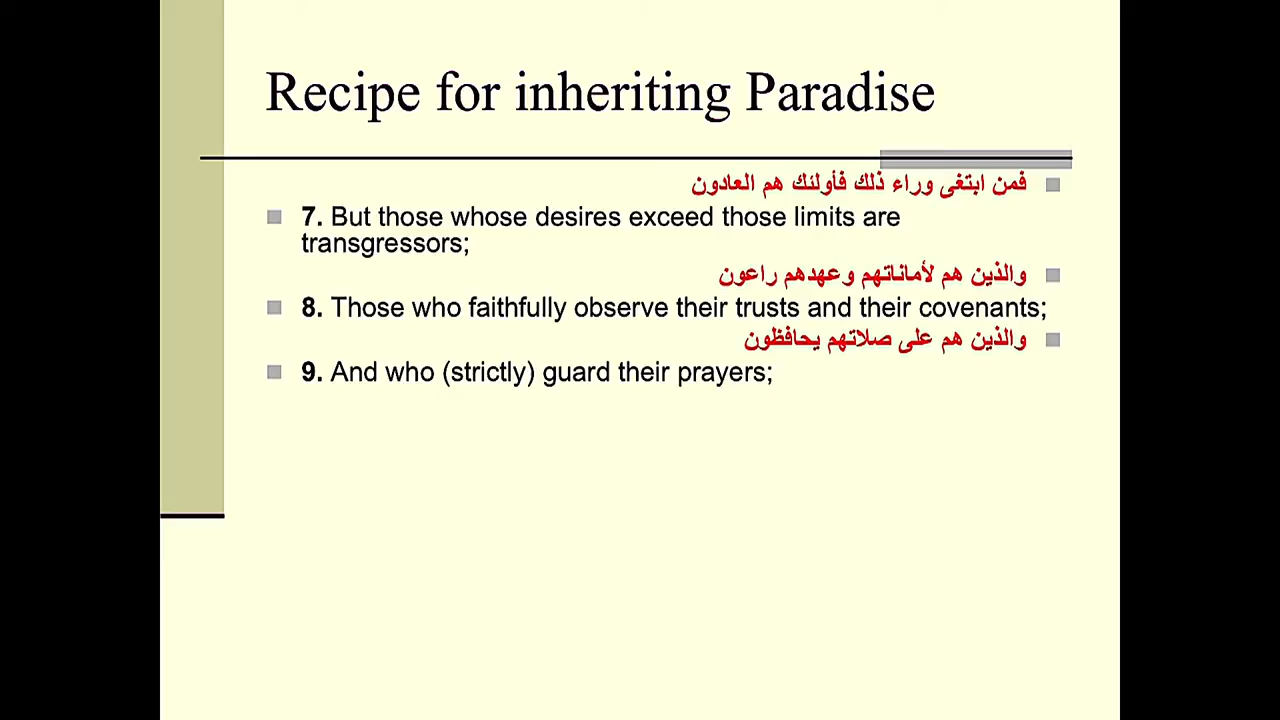 Recipe for inheriting Paradise
فمن ابتغى وراء ذلك فأولئك هم العادون
7. But those whose desires exceed those limits are
transgressors;
والذين هم لأماناتهم وعهدهم راعون
8. Those who faithfully observe their trusts and their covenants;
والذين هم على صلاتهم يحافظون
9. And who (strictly) guard their prayers;